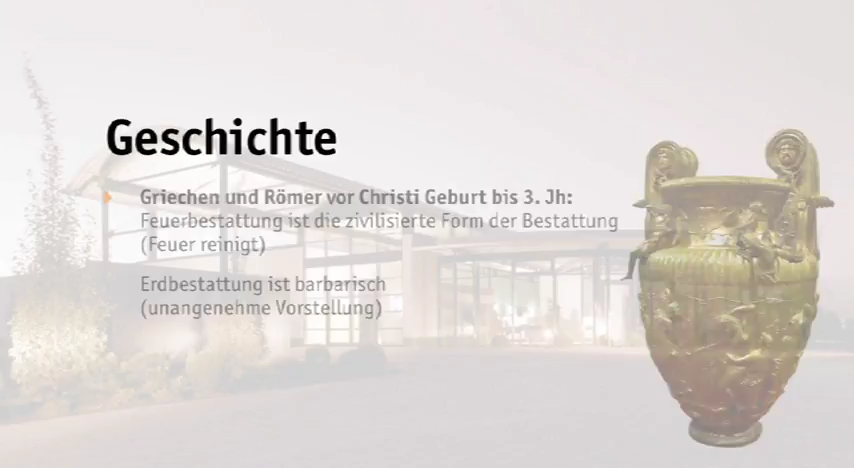 Geschichte
Griechen und Römer vor Christi Geburt bis 3. Jh:
Feuerbestattung ist die zivilisierte Form der Bestattung
(Feuer reinigt)
Erdbestattung ist barbarisch
(unangenehme Vorstellung)